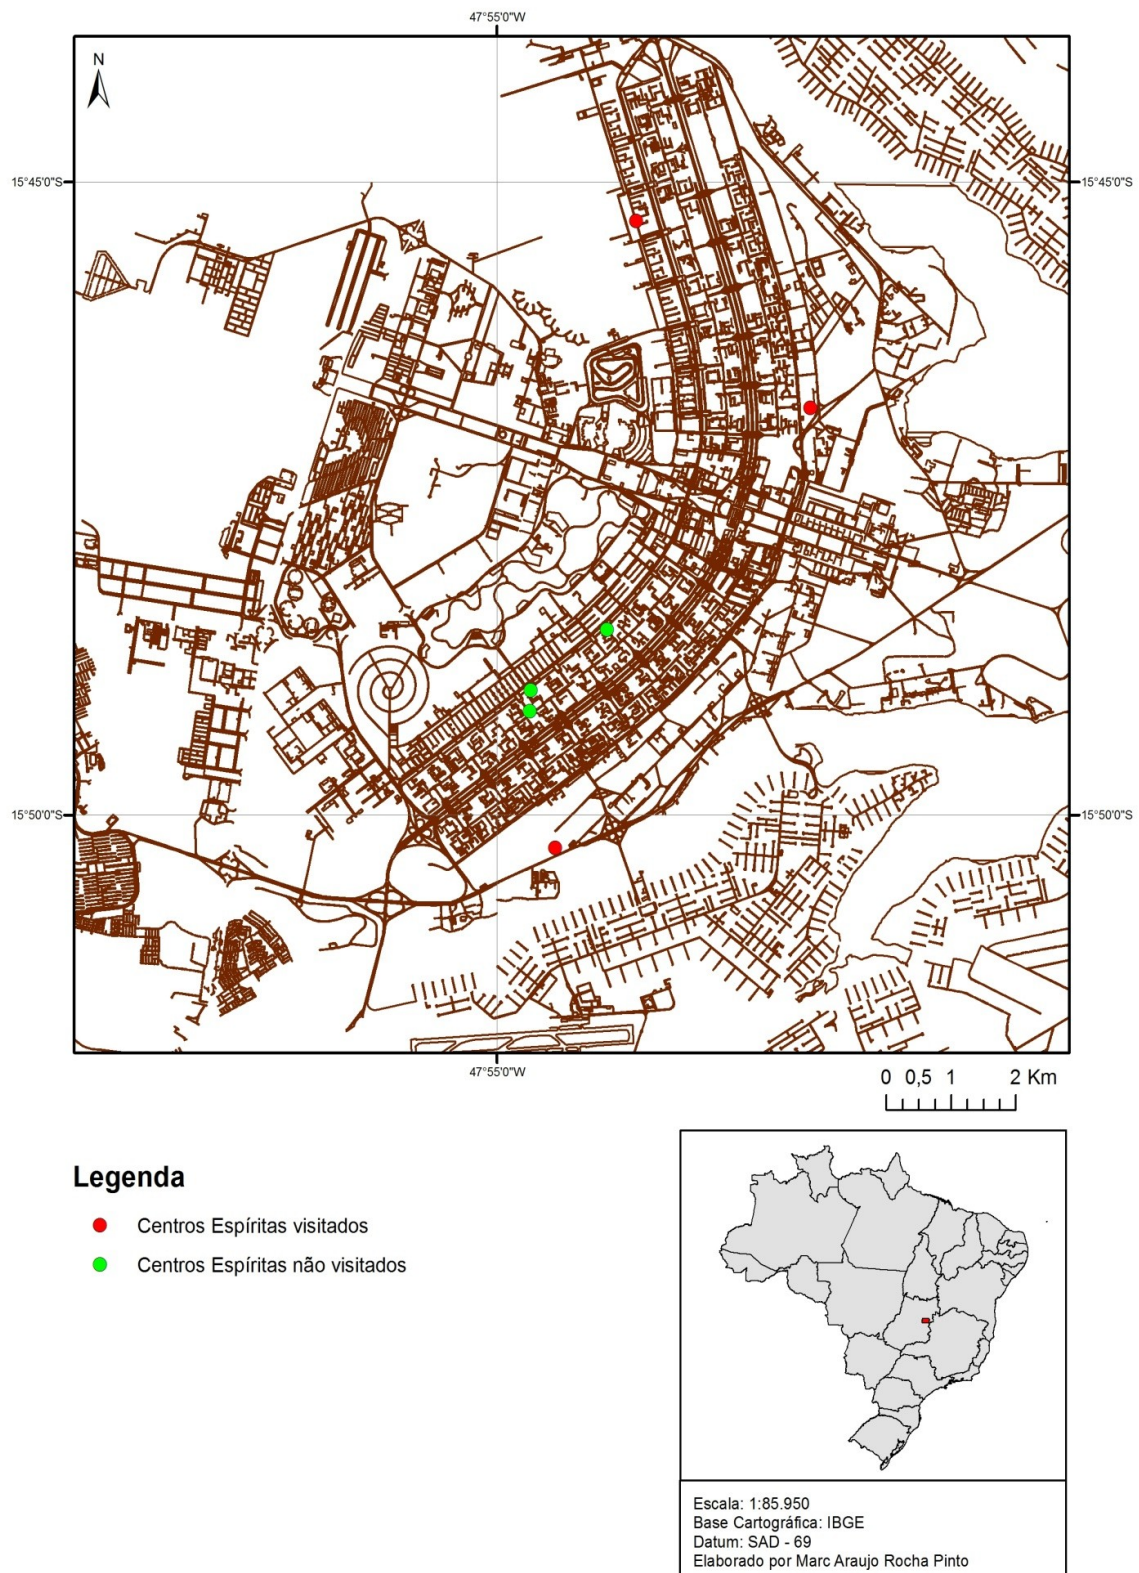 47°55'0"W
N
15°45'0"S
15°45'0"S
15°50'0"S
15°50'0"S
47°55'0"W
0 0,5 1 2 Km
Legenda
Centros Espíritas visitados
Centros Espíritas não visitados
Escala: 1:85.950
Base Cartográfica: IBGE
Datum: SAD - 69
Elaborado por Marc Araujo Rocha Pinto